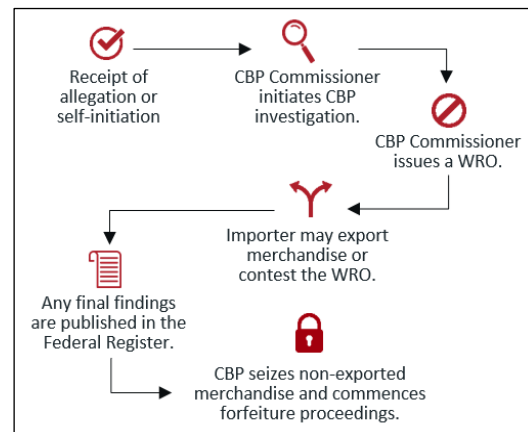 Receipt of
allegation or
self-initiation
CBP Commissioner
initiates CBP
investigation.
CBP Commissioner
issues a WRO.
Importer may export
merchandise or
contest the WRO.
Any final findings
are published in the
Federal Register.
CBP seizes non-exported
merchandise and commences
forfeiture proceedings.